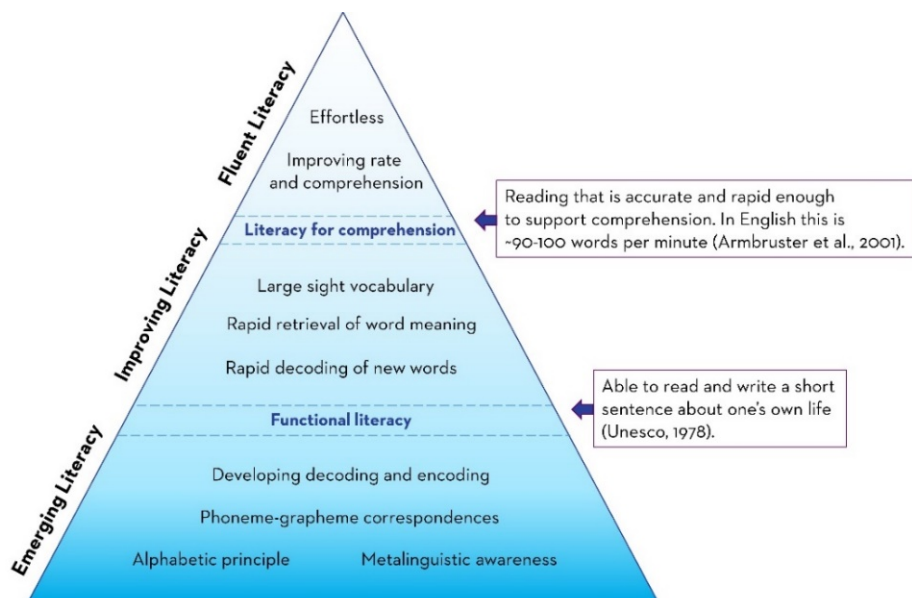 Fluent Literacy
Effortless
Improving rate
and comprehension
Literacy for comprehension
Reading that is accurate and rapid enough
to support comprehension. In English this is
~90-100 words per minute (Armbruster et al., 2001).
Improving Literacy
Large sight vocabulary
Rapid retrieval of word meaning
Rapid decoding of new words
Functional literacy
Able to read and write a short
sentence about one's own life
(Unesco, 1978).
Emerging Literacy
Developing decoding and encoding
Phoneme-grapheme correspondences
Alphabetic principle
Metalinguistic awareness